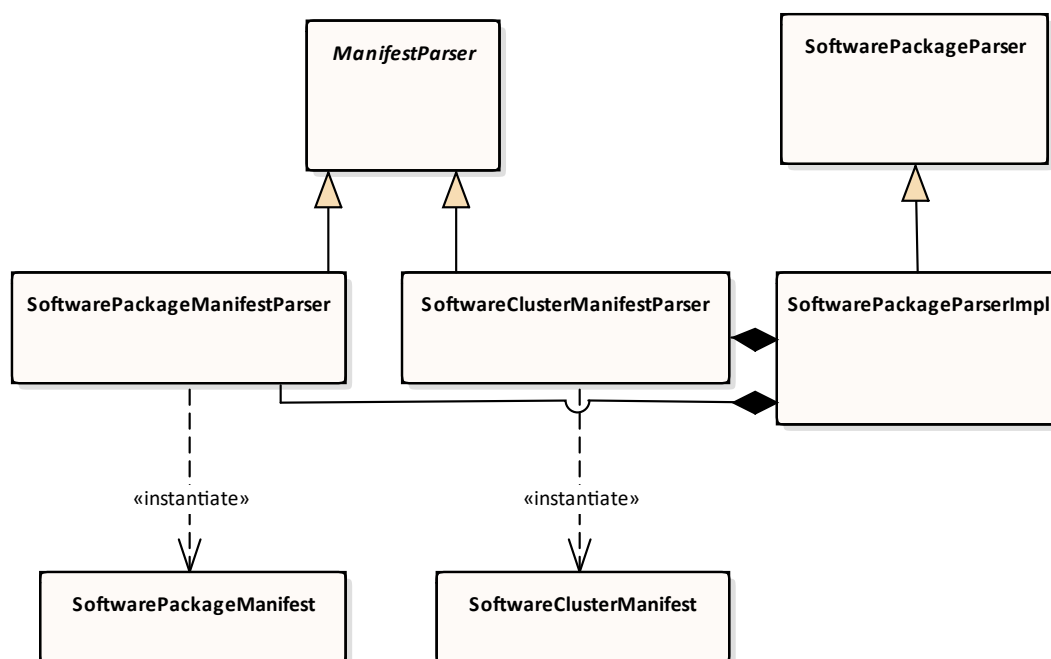 ManifestParser
SoftwarePackageParser
SoftwarePackageManifestParser
SoftwareClusterManifestParser
SoftwarePackageParserImpl
«instantiate»
«instantiate»
SoftwarePackageManifest
SoftwareClusterManifest